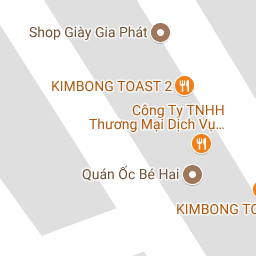 Shop Giày Gia Phát
KIMBONG TOAST 2
Công Ty TNHH
Thương Mại Dịch Vụ...
Quán Ốc Bé Hai
KIMBONG TO